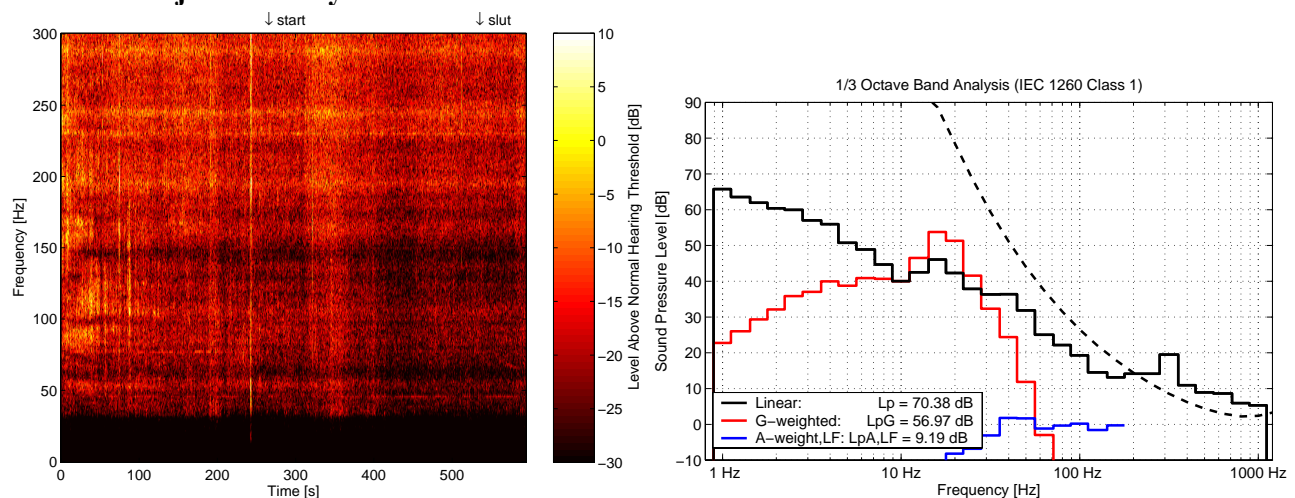 ↓ start
↓ slut
300
250
200
150
100
50
0
Frequency [Hz]
0
100
200
300
400
500
Time [s]
10
5
0
−5
−10
−15
−20
−25
−30
Level Above Normal Hearing Threshold [dB]
1/3 Octave Band Analysis (IEC 1260 Class 1)
90
80
70
60
50
40
30
20
10
0
−10
Sound Pressure Level [dB]
Linear: Lp = 70.38 dB
G−weighted: LpG = 56.97 dB
A−weight,LF: LpA,LF = 9.19 dB
1 Hz
10 Hz
100 Hz
1000 Hz
Frequency [Hz]